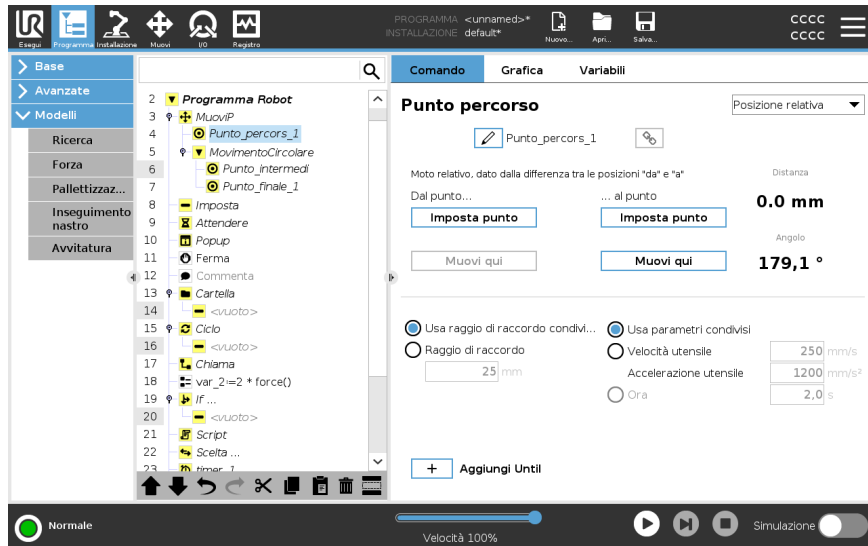 PROGRAMMA <unnamed>*
INSTALLAZIONE default*
Esegui
Programma
Installazione
Muovi
I/O
Registro
Nuovo...
Apri...
Salva...
cccc
cccc
Base
Avanzate
Modelli
Ricerca
Forza
Pallettizzaz...
Inseguimento nastro
Avvitatura
2 Programma Robot
3 MuoviP
4 Punto_percors_1
5 MovimentoCircolare
6 Punto_intermedi
7 Punto_finale_1
8 Imposta
9 Attendere
10 Popup
11 Ferma
12 Commenta
13 Cartella
14 <vuoto>
15 Ciclo
16 <vuoto>
17 Chiama
18 var_2≔2 * force()
19 If ...
20 <vuoto>
21 Script
22 Scelta ...
23 timer_1
Comando Grafica Variabili
Punto percorso
Posizione relativa
Punto_percors_1
Moto relativo, dato dalla differenza tra le posizioni "da" e "a"
Distanza
Dal punto... ... al punto
0.0 mm
Imposta punto Imposta punto
Angolo
Muovi qui Muovi qui
179,1 °
Usa raggio di raccordo condivi...
Usa parametri condivisi
Raggio di raccordo
Velocità utensile 250 mm/s
25 mm
Accelerazione utensile 1200 mm/s²
Ora 2,0 s
+ Aggiungi Until
Normale
Velocità 100%
Simulazione